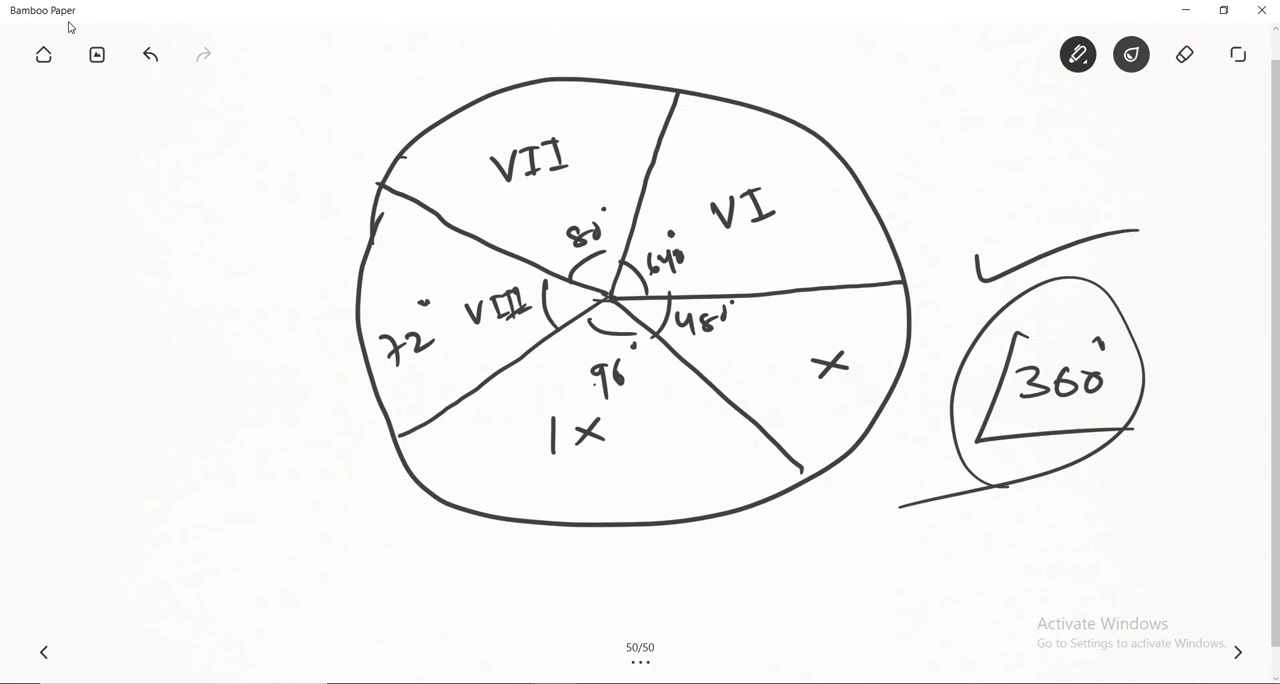 Bamboo Paper
VII
VI
80°
64°
VIII
48°
72°
96°
X
360°
IX
Activate Windows
Go to Settings to activate Windows.
50/50